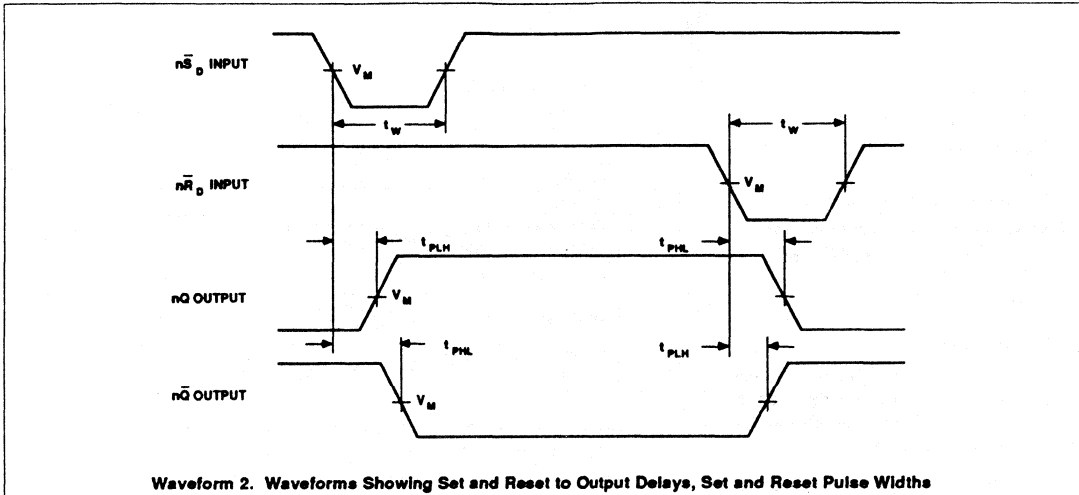 nS̅D INPUT
VM
tW
tW
nR̅D INPUT
VM
tPLH
tPHL
nQ OUTPUT
VM
tPHL
tPLH
nQ̅ OUTPUT
VM
Waveform 2. Waveforms Showing Set and Reset to Output Delays, Set and Reset Pulse Widths